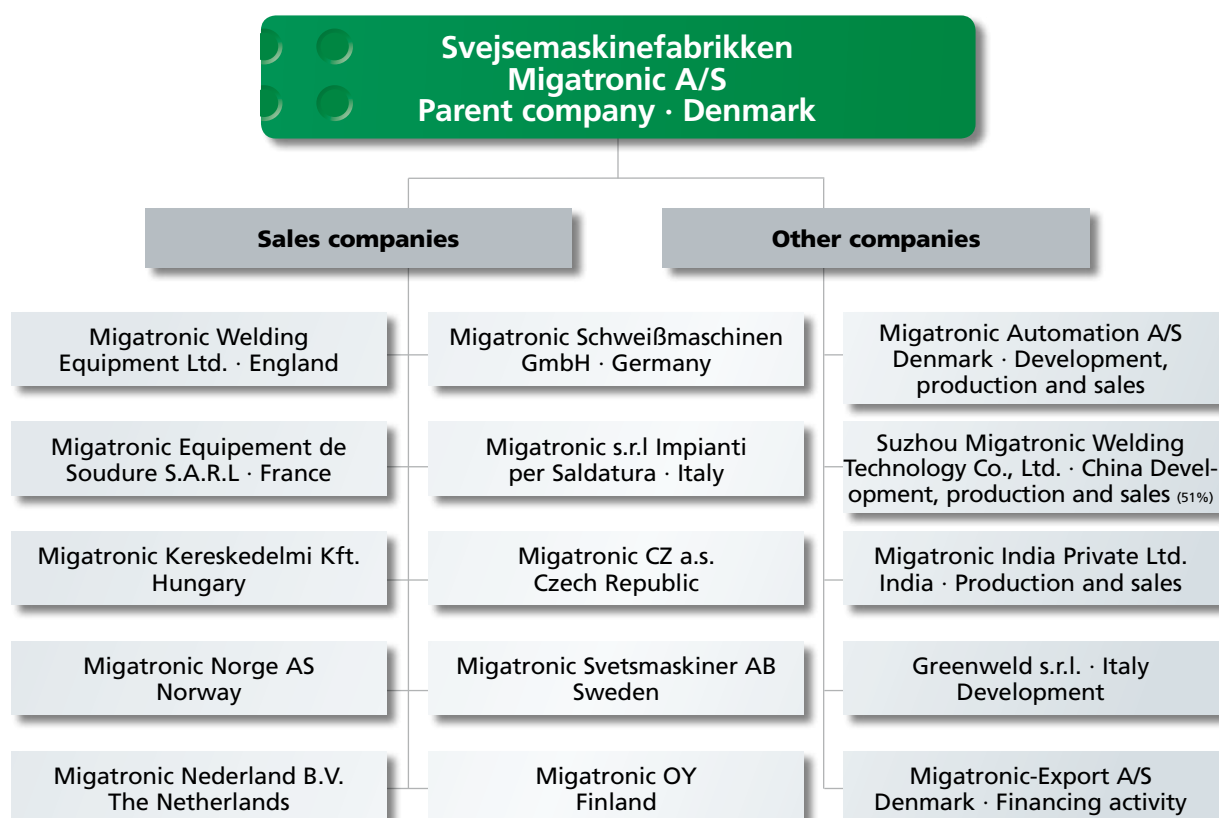 Svejsemaskinefabrikken
Migatronic A/S
Parent company · Denmark
Sales companies
Other companies
Migatronic Welding
Equipment Ltd. · England
Migatronic Schweißmaschinen
GmbH · Germany
Migatronic Automation A/S
Denmark · Development,
production and sales
Migatronic Equipement de
Soudure S.A.R.L · France
Migatronic s.r.l Impianti
per Saldatura · Italy
Suzhou Migatronic Welding
Technology Co., Ltd. · China Devel-
opment, production and sales (51%)
Migatronic Kereskedelmi Kft.
Hungary
Migatronic CZ a.s.
Czech Republic
Migatronic India Private Ltd.
India · Production and sales
Migatronic Norge AS
Norway
Migatronic Svetsmaskiner AB
Sweden
Greenweld s.r.l. · Italy
Development
Migatronic Nederland B.V.
The Netherlands
Migatronic OY
Finland
Migatronic-Export A/S
Denmark · Financing activity